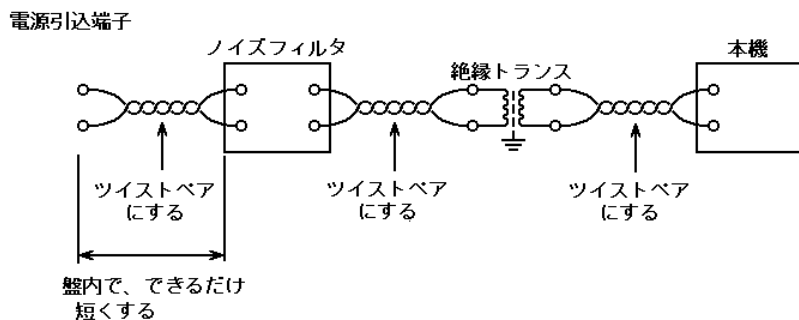 電源引込端子
ノイズフィルタ
絶縁トランス
本機
ツイストペア
にする
ツイストペア
にする
ツイストペア
にする
盤内で、できるだけ
短くする